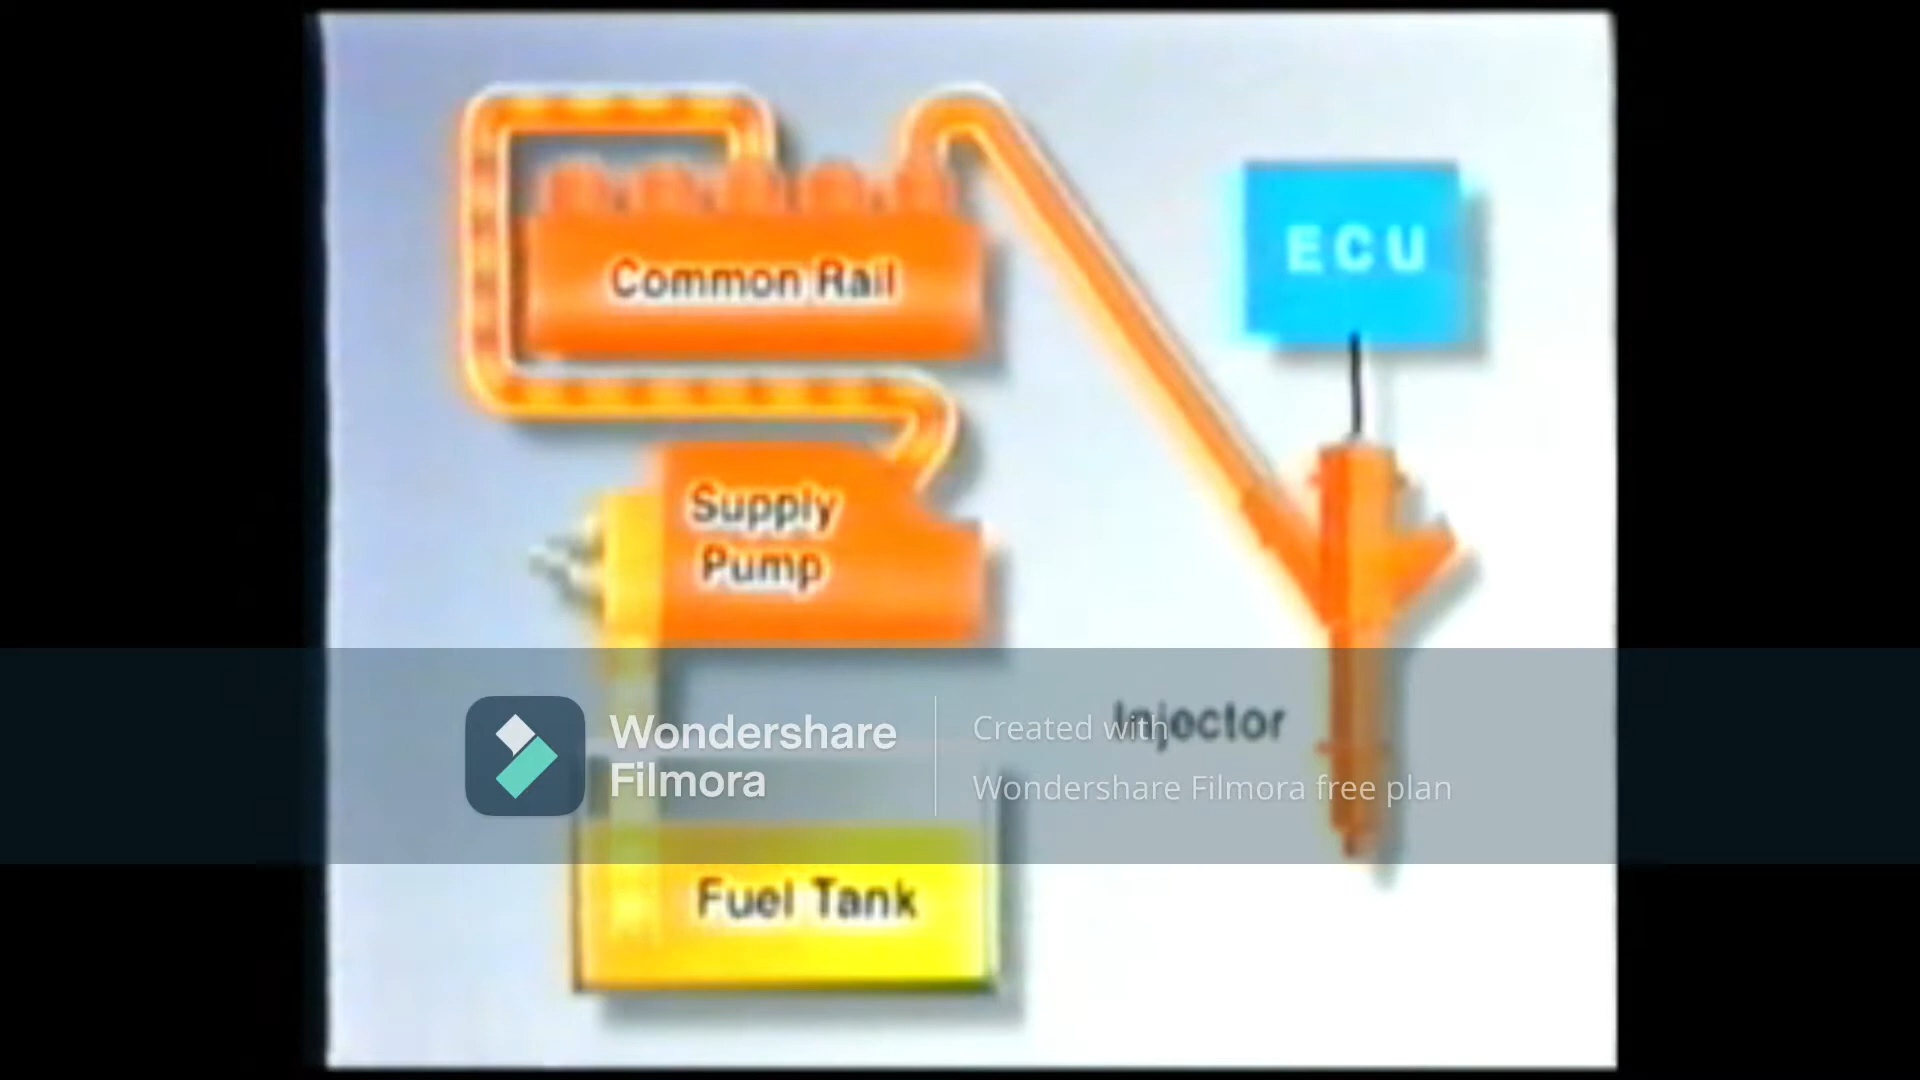 Common Rail
ECU
Supply
Pump
Injector
Wondershare
Filmora
Created with
Wondershare Filmora free plan
Fuel Tank